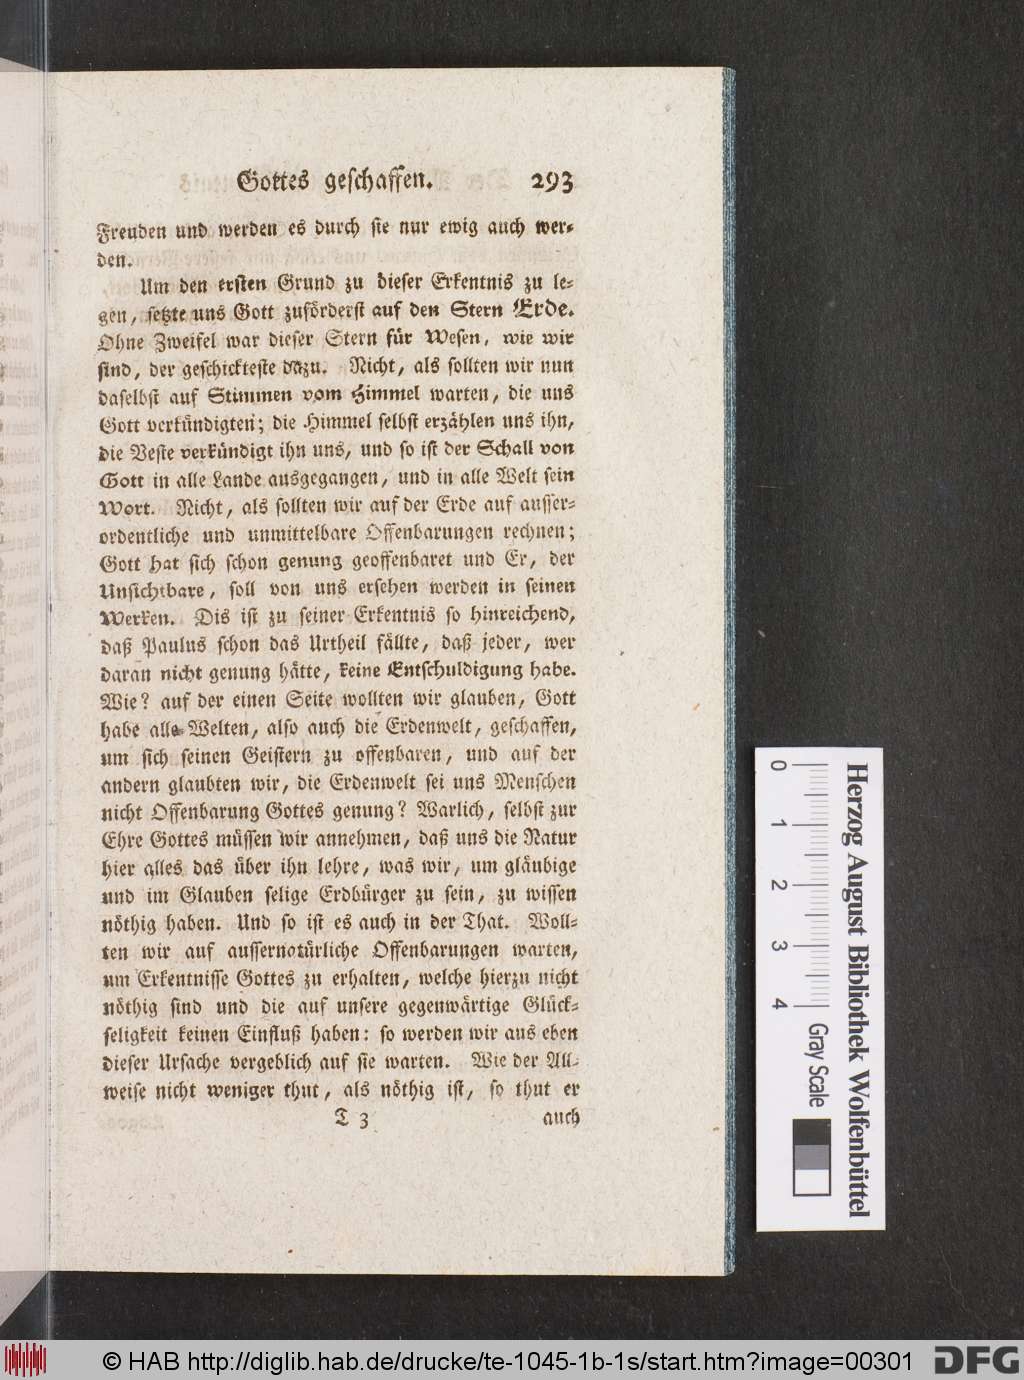 Gottes geschaffen. 293
Freuden und werden es durch sie nur ewig auch wer-
den.
Um den ersten Grund zu dieser Erkentnis zu le-
gen, setzte uns Gott zuförderst auf den Stern Erde.
Ohne Zweifel war dieser Stern für Wesen, wie wir
sind, der geschickteste dazu. Nicht, als sollten wir nun
daselbst auf Stimmen vom Himmel warten, die uns
Gott verkündigten; die Himmel selbst erzählen uns ihn,
die Veste verkündigt ihn uns, und so ist der Schall von
Gott in alle Lande ausgegangen, und in alle Welt sein
Wort. Nicht, als sollten wir auf der Erde auf ausser-
ordentliche und unmittelbare Offenbarungen rechnen;
Gott hat sich schon genung geoffenbaret und Er, der
Unsichtbare, soll von uns ersehen werden in seinen
Werken. Dis ist zu seiner Erkentnis so hinreichend,
daß Paulus schon das Urtheil fällte, daß jeder, wer
daran nicht genung hätte, keine Entschuldigung habe.
Wie? auf der einen Seite wollten wir glauben, Gott
habe alle Welten, also auch die Erdenwelt, geschaffen,
um sich seinen Geistern zu offenbaren, und auf der
andern glaubten wir, die Erdenwelt sei uns Menschen
nicht Offenbarung Gottes genung? Warlich, selbst zur
Ehre Gottes müssen wir annehmen, daß uns die Natur
hier alles das über ihn lehre, was wir, um gläubige
und im Glauben selige Erdbürger zu sein, zu wissen
nöthig haben. Und so ist es auch in der That. Woll-
ten wir auf aussernatürliche Offenbarungen warten,
um Erkentnisse Gottes zu erhalten, welche hierzu nicht
nöthig sind und die auf unsere gegenwärtige Glück-
seligkeit keinen Einfluß haben: so werden wir aus eben
dieser Ursache vergeblich auf sie warten. Wie der All-
weise nicht weniger thut, als nöthig ist, so thut er
T 3 auch
0 1 2 3 4 Gray Scale
Herzog August Bibliothek Wolfenbüttel
© HAB http://diglib.hab.de/drucke/te-1045-1b-1s/start.htm?image=00301 DFG